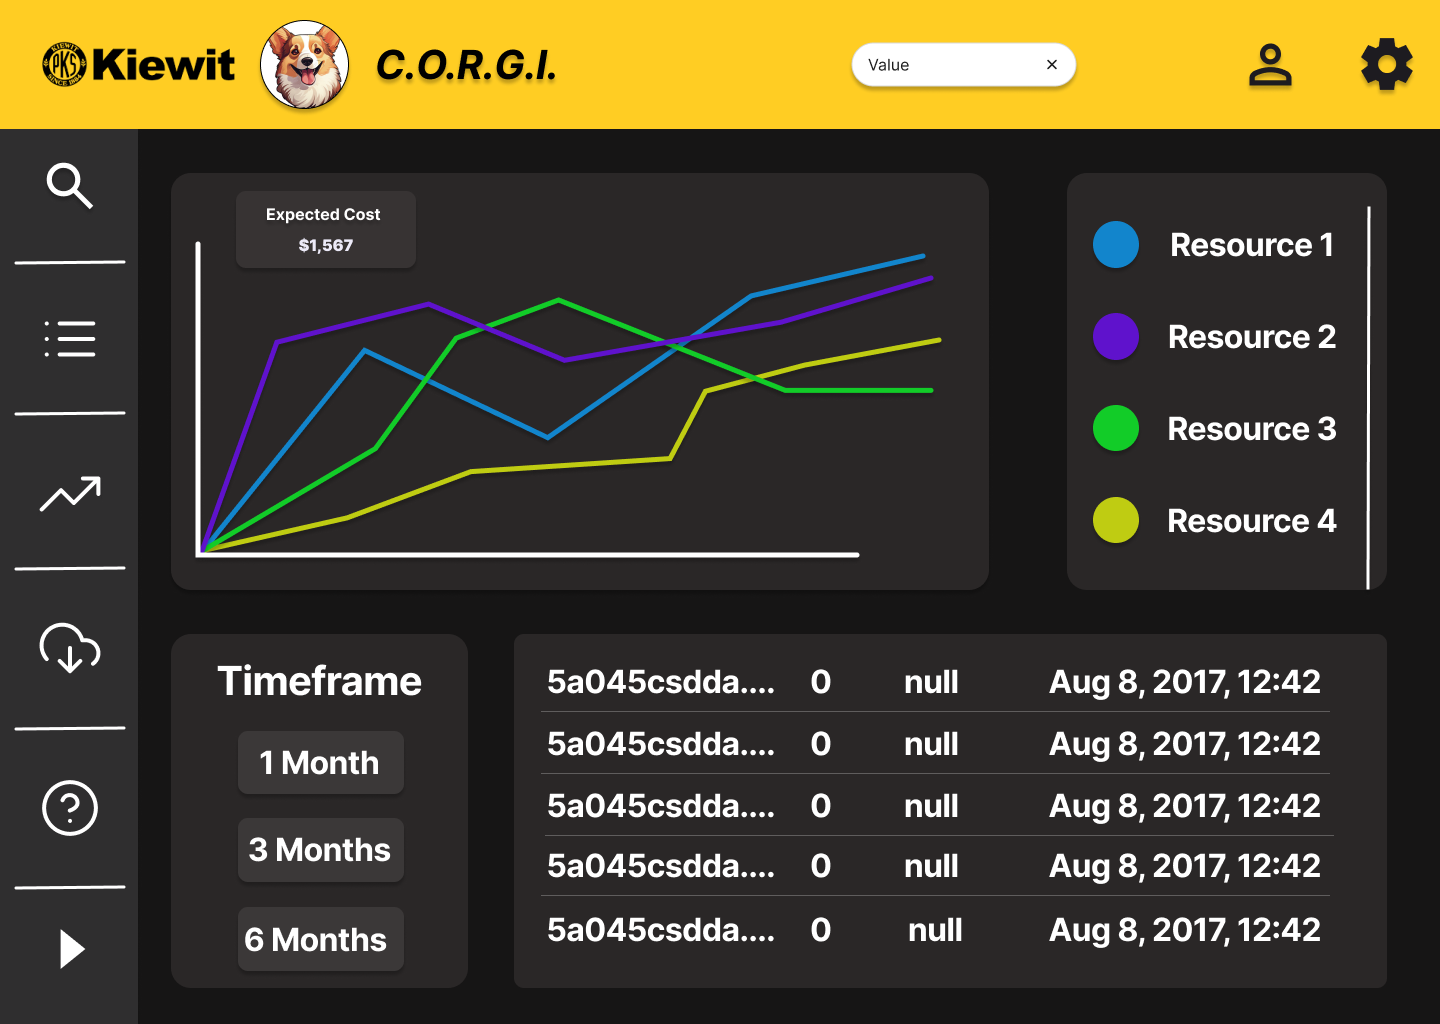 KIEWIT
PKS
SINCE 1884
Kiewit
C.O.R.G.I.
Value
Expected Cost
$1,567
Resource 1
Resource 2
Resource 3
Resource 4
Timeframe
1 Month
3 Months
6 Months
5a045csdda.... 0 null Aug 8, 2017, 12:42
5a045csdda.... 0 null Aug 8, 2017, 12:42
5a045csdda.... 0 null Aug 8, 2017, 12:42
5a045csdda.... 0 null Aug 8, 2017, 12:42
5a045csdda.... 0 null Aug 8, 2017, 12:42